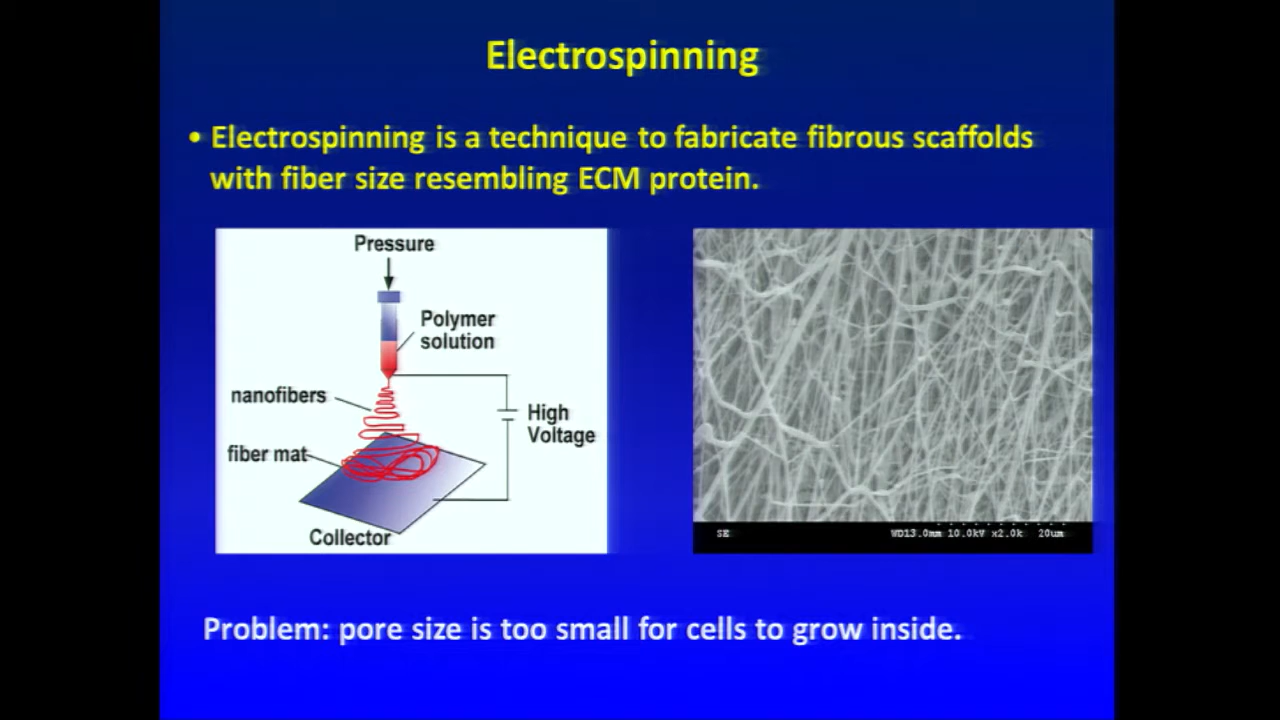 Electrospinning
• Electrospinning is a technique to fabricate fibrous scaffolds
with fiber size resembling ECM protein.
Pressure
Polymer
solution
nanofibers
High
Voltage
fiber mat
Collector
SE
WD13.0mm 10.0kV x2.0k 20um
Problem: pore size is too small for cells to grow inside.